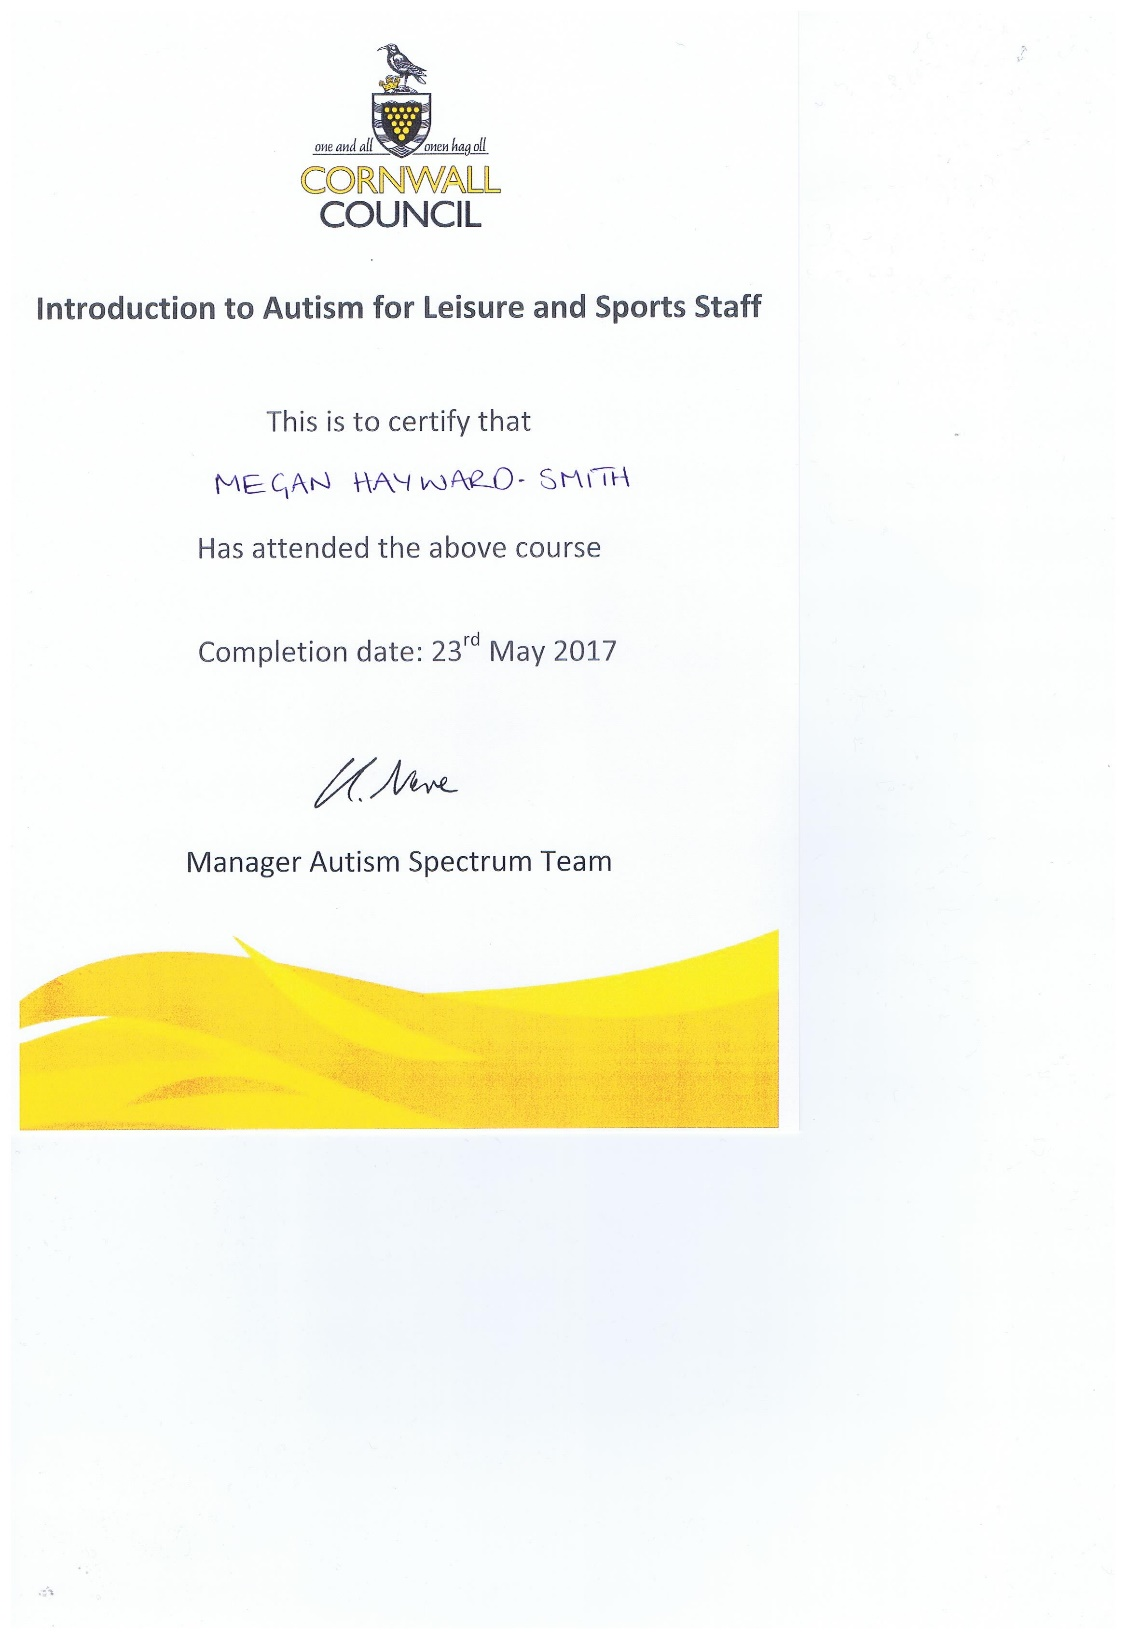 one and all onen hag oll
CORNWALL
COUNCIL
Introduction to Autism for Leisure and Sports Staff
This is to certify that
MEGAN HAYWARD-SMITH
Has attended the above course
Completion date: 23rd May 2017
Manager Autism Spectrum Team